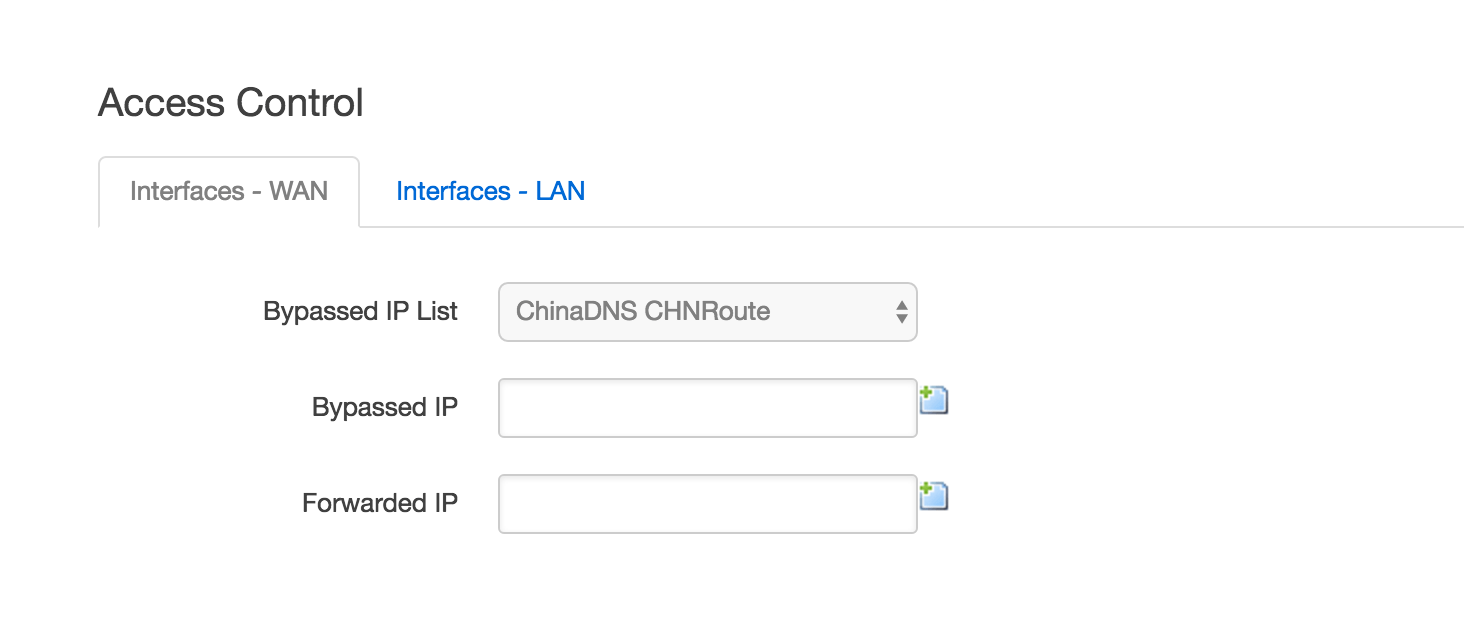 Access Control
Interfaces - WAN Interfaces - LAN
Bypassed IP List ChinaDNS CHNRoute
Bypassed IP
Forwarded IP